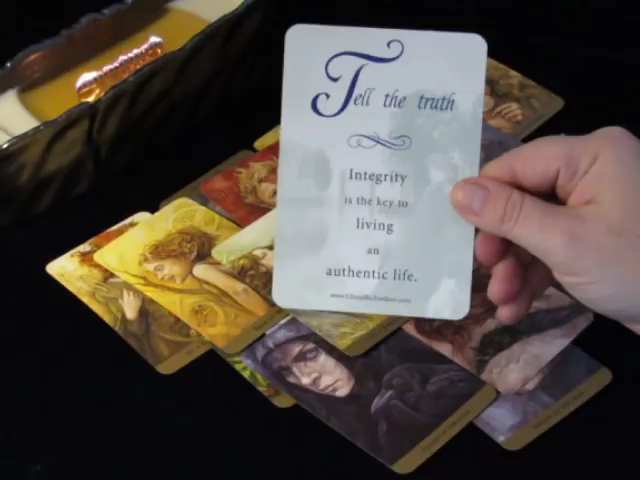 Tell the truth
Integrity
is the key to
living
an
authentic life.